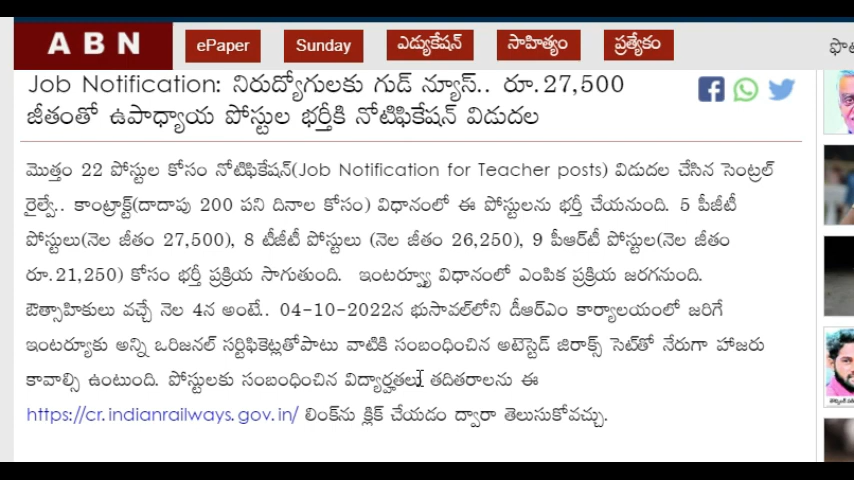 ABN ePaper Sunday ఎడ్యుకేషన్ సాహిత్యం ప్రత్యేకం
Job Notification: నిరుద్యోగులకు గుడ్ న్యూస్.. రూ.27,500
జీతంతో ఉపాధ్యాయ పోస్టుల భర్తీకి నోటిఫికేషన్ విడుదల
మొత్తం 22 పోస్టుల కోసం నోటిఫికేషన్(Job Notification for Teacher posts) విడుదల చేసిన సెంట్రల్
రైల్వే.. కాంట్రాక్ట్(దాదాపు 200 పని దినాల కోసం) విధానంలో ఈ పోస్టులను భర్తీ చేయనుంది. 5 పీజీటీ
పోస్టులు(నెల జీతం 27,500), 8 టీజీటీ పోస్టులు (నెల జీతం 26,250), 9 పీఆర్‌టీ పోస్టుల(నెల జీతం
రూ.21,250) కోసం భర్తీ ప్రక్రియ సాగుతుంది. ఇంటర్వ్యూ విధానంలో ఎంపిక ప్రక్రియ జరగనుంది.
ఔత్సాహికులు వచ్చే నెల 4న అంటే.. 04-10-2022న భుసావల్‌లోని డీఆర్‌ఎం కార్యాలయంలో జరిగే
ఇంటర్యూకు అన్ని ఒరిజనల్ సర్టిఫికెట్లతోపాటు వాటికి సంబంధించిన అటెస్టెడ్ జిరాక్స్ సెట్‌తో నేరుగా హాజరు
కావాల్సి ఉంటుంది. పోస్టులకు సంబంధించిన విద్యార్హతలు తదితరాలను ఈ
https://cr.indianrailways.gov.in/ లింక్‌ను క్లిక్ చేయడం ద్వారా తెలుసుకోవచ్చు.